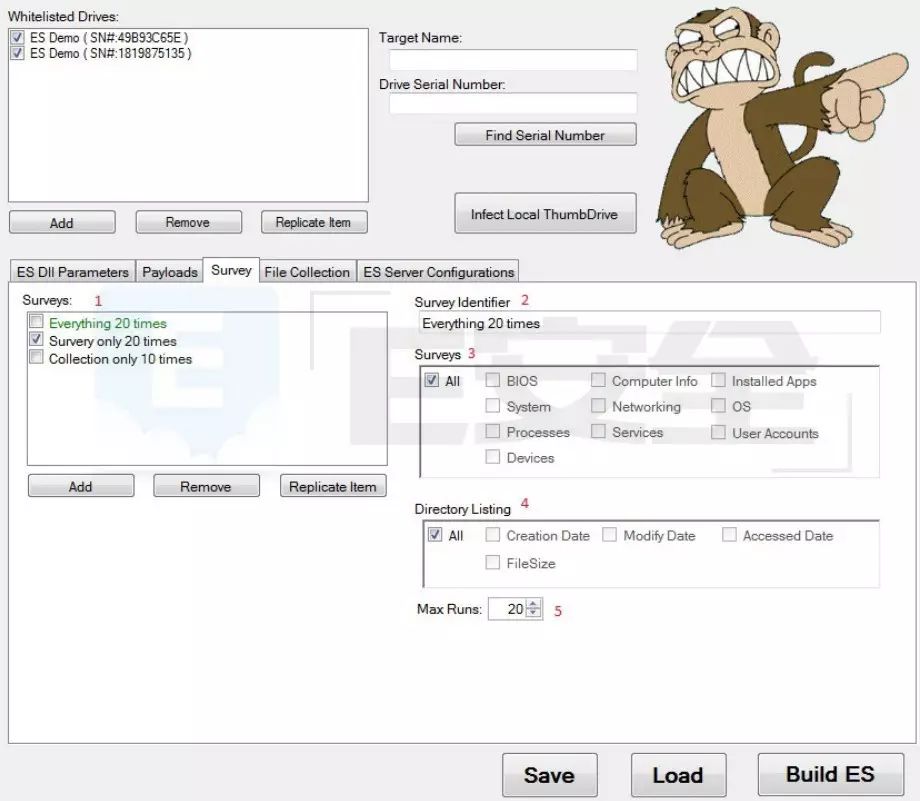 Whitelisted Drives:
ES Demo ( SN#:49B93C65E )
ES Demo ( SN#:1819875135 )
Add
Remove
Replicate Item
Target Name:
Drive Serial Number:
Find Serial Number
Infect Local ThumbDrive
ES Dll Parameters
Payloads
Survey
File Collection
ES Server Configurations
Surveys: 1
Everything 20 times
Survery only 20 times
Collection only 10 times
Add
Remove
Replicate Item
Survey Identifier 2
Everything 20 times
Surveys 3
All BIOS Computer Info Installed Apps
System Networking OS
Processes Services User Accounts
Devices
Directory Listing 4
All Creation Date Modify Date Accessed Date
FileSize
Max Runs: 20 5
E安全
Save
Load
Build ES